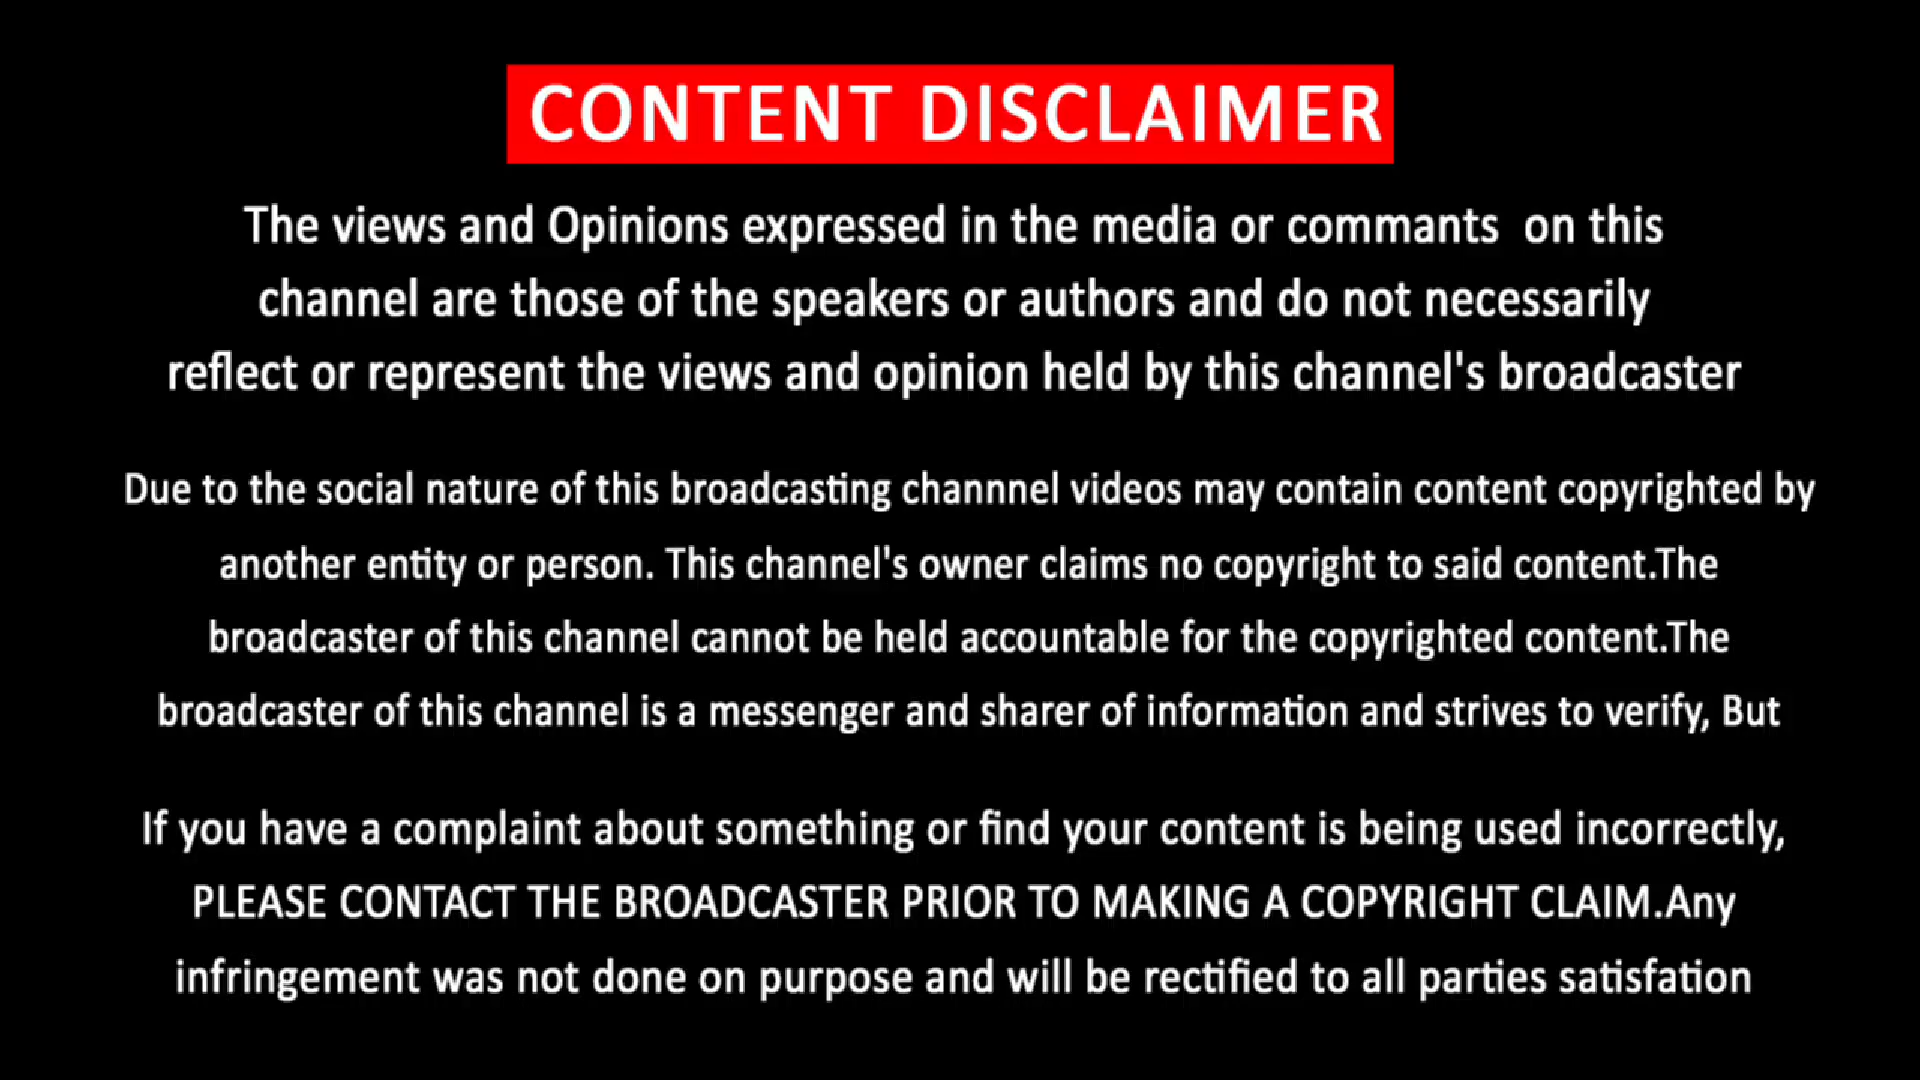 CONTENT DISCLAIMER
The views and Opinions expressed in the media or commants  on this
channel are those of the speakers or authors and do not necessarily
reflect or represent the views and opinion held by this channel's broadcaster
Due to the social nature of this broadcasting channnel videos may contain content copyrighted by
another entity or person. This channel's owner claims no copyright to said content.The
broadcaster of this channel cannot be held accountable for the copyrighted content.The
broadcaster of this channel is a messenger and sharer of information and strives to verify, But
If you have a complaint about something or find your content is being used incorrectly,
PLEASE CONTACT THE BROADCASTER PRIOR TO MAKING A COPYRIGHT CLAIM.Any
infringement was not done on purpose and will be rectified to all parties satisfation